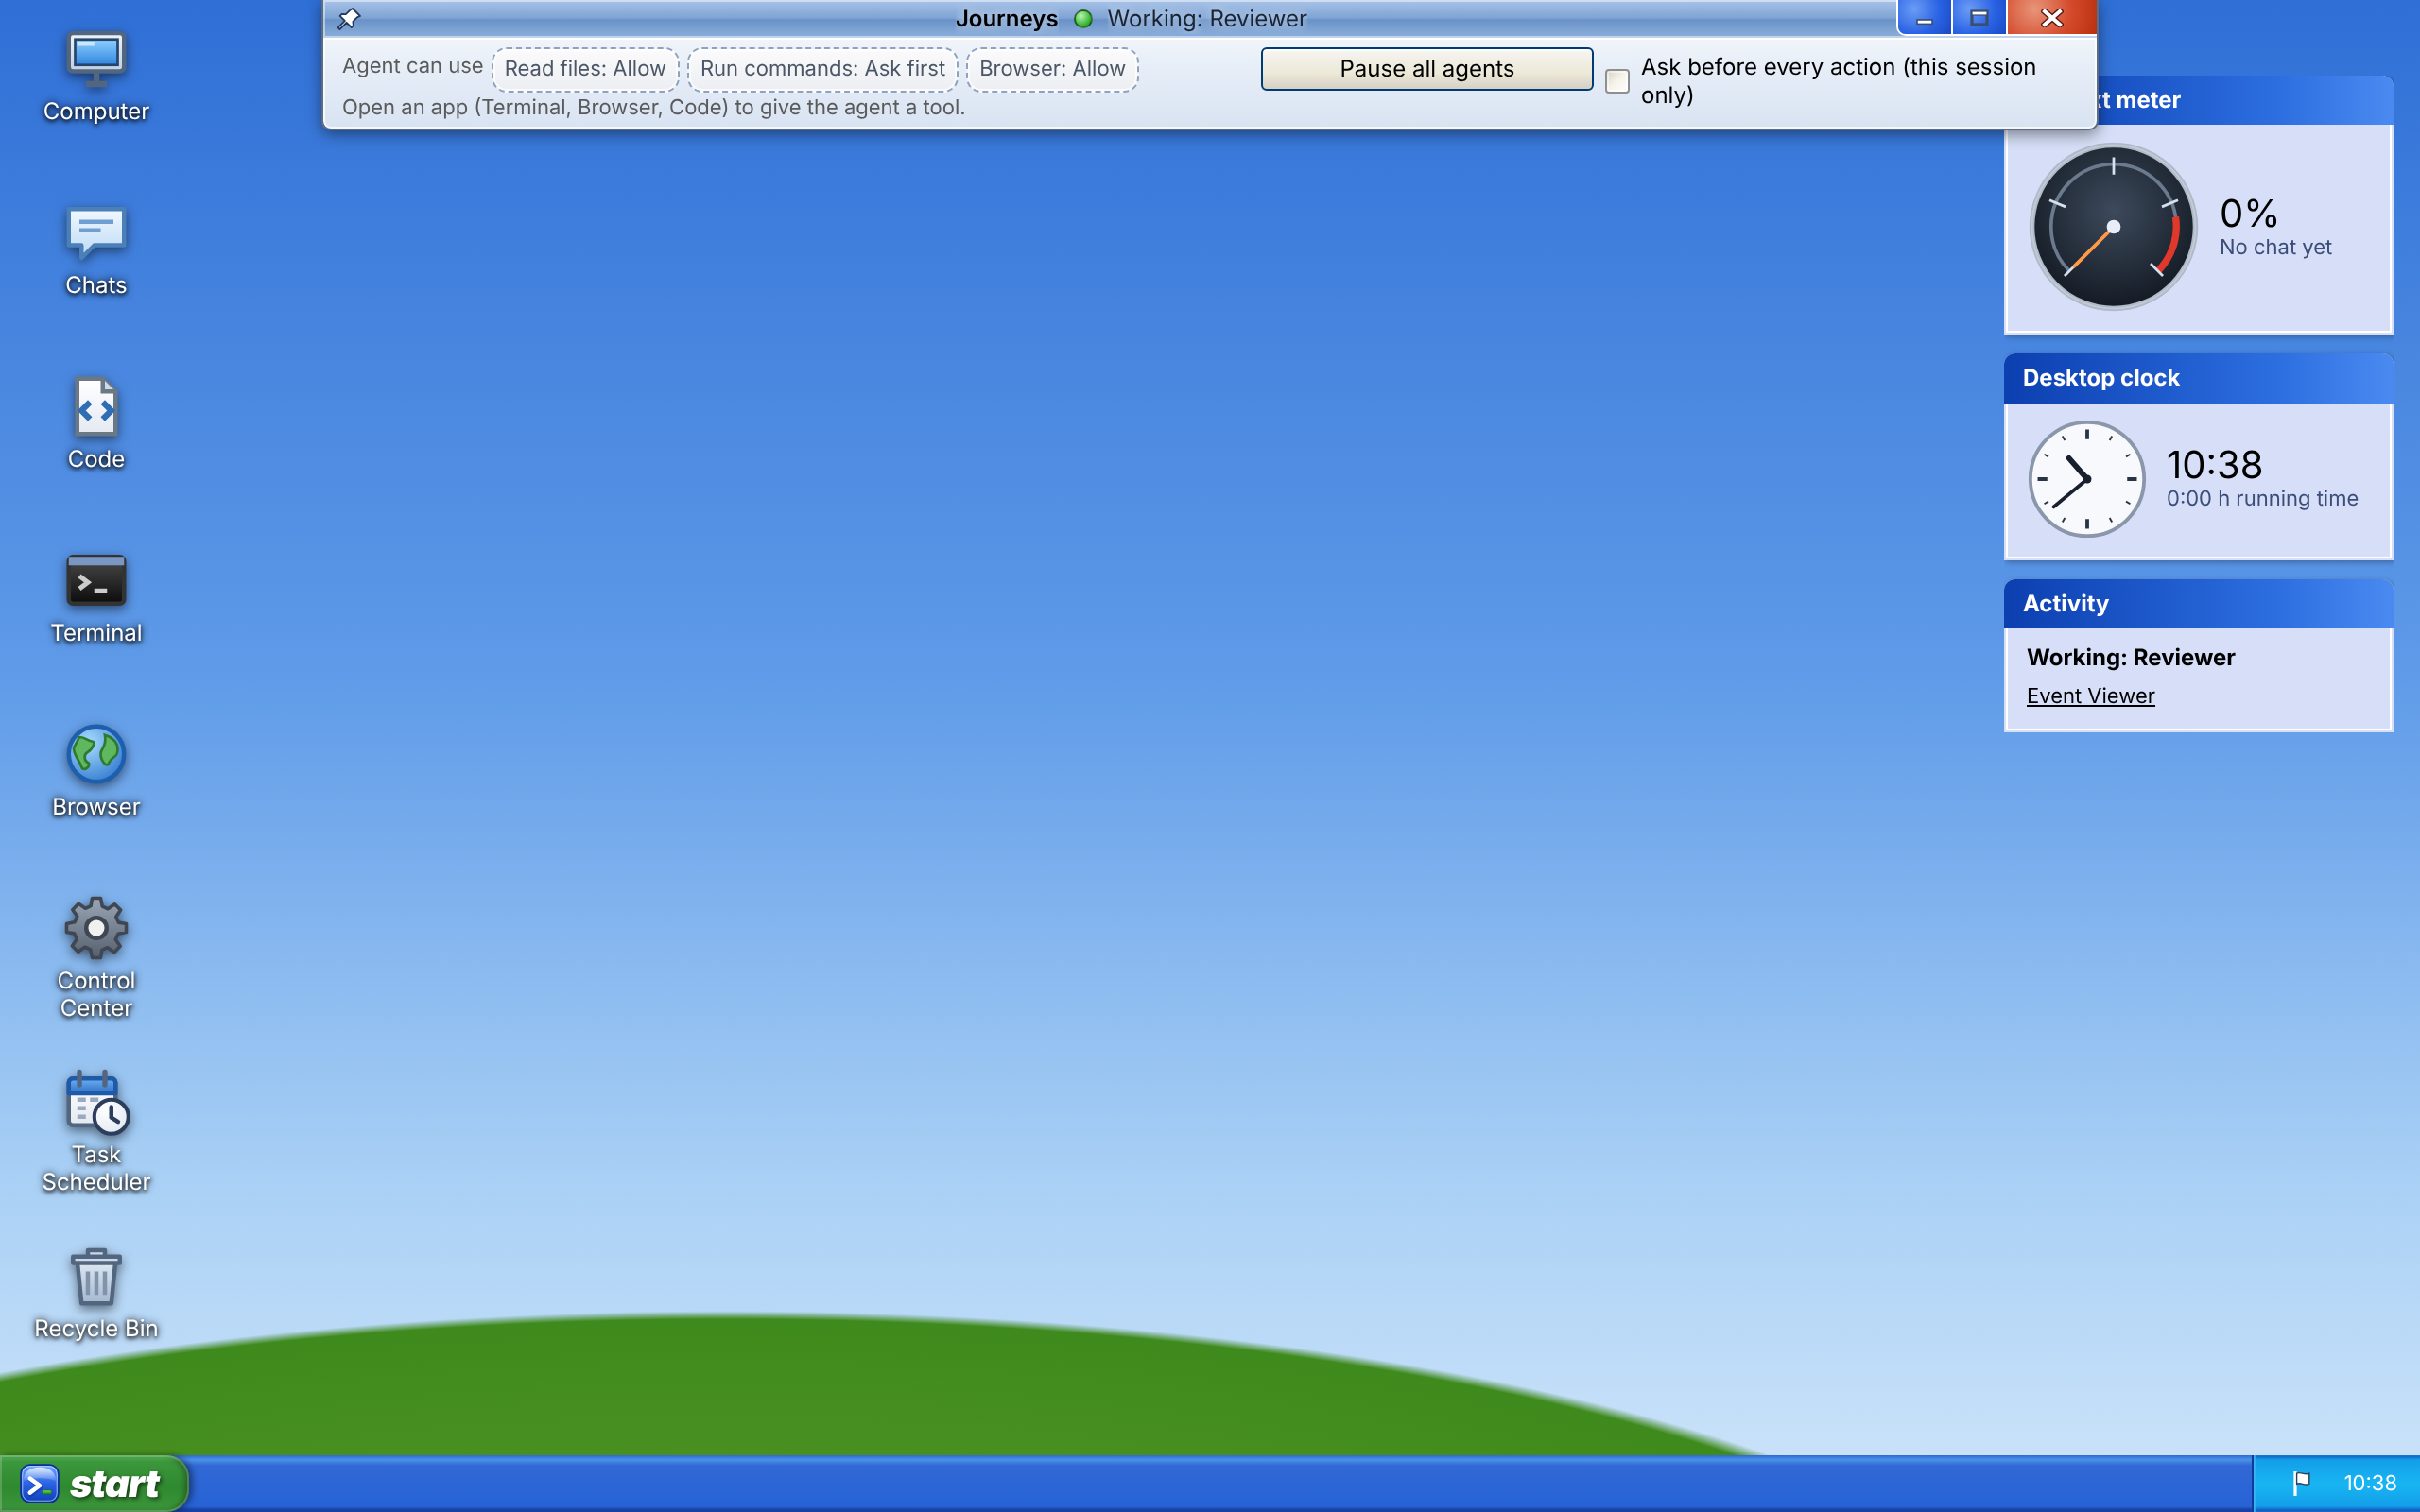 Journeys Working: Reviewer
Agent can use Read files: Allow Run commands: Ask first Browser: Allow
Open an app (Terminal, Browser, Code) to give the agent a tool.
Pause all agents
Ask before every action (this session
only)
Computer
Chats
Code
Terminal
Browser
Control
Center
Task
Scheduler
Recycle Bin
meter
0%
No chat yet
Desktop clock
10:38
0:00 h running time
Activity
Working: Reviewer
Event Viewer
start
10:38